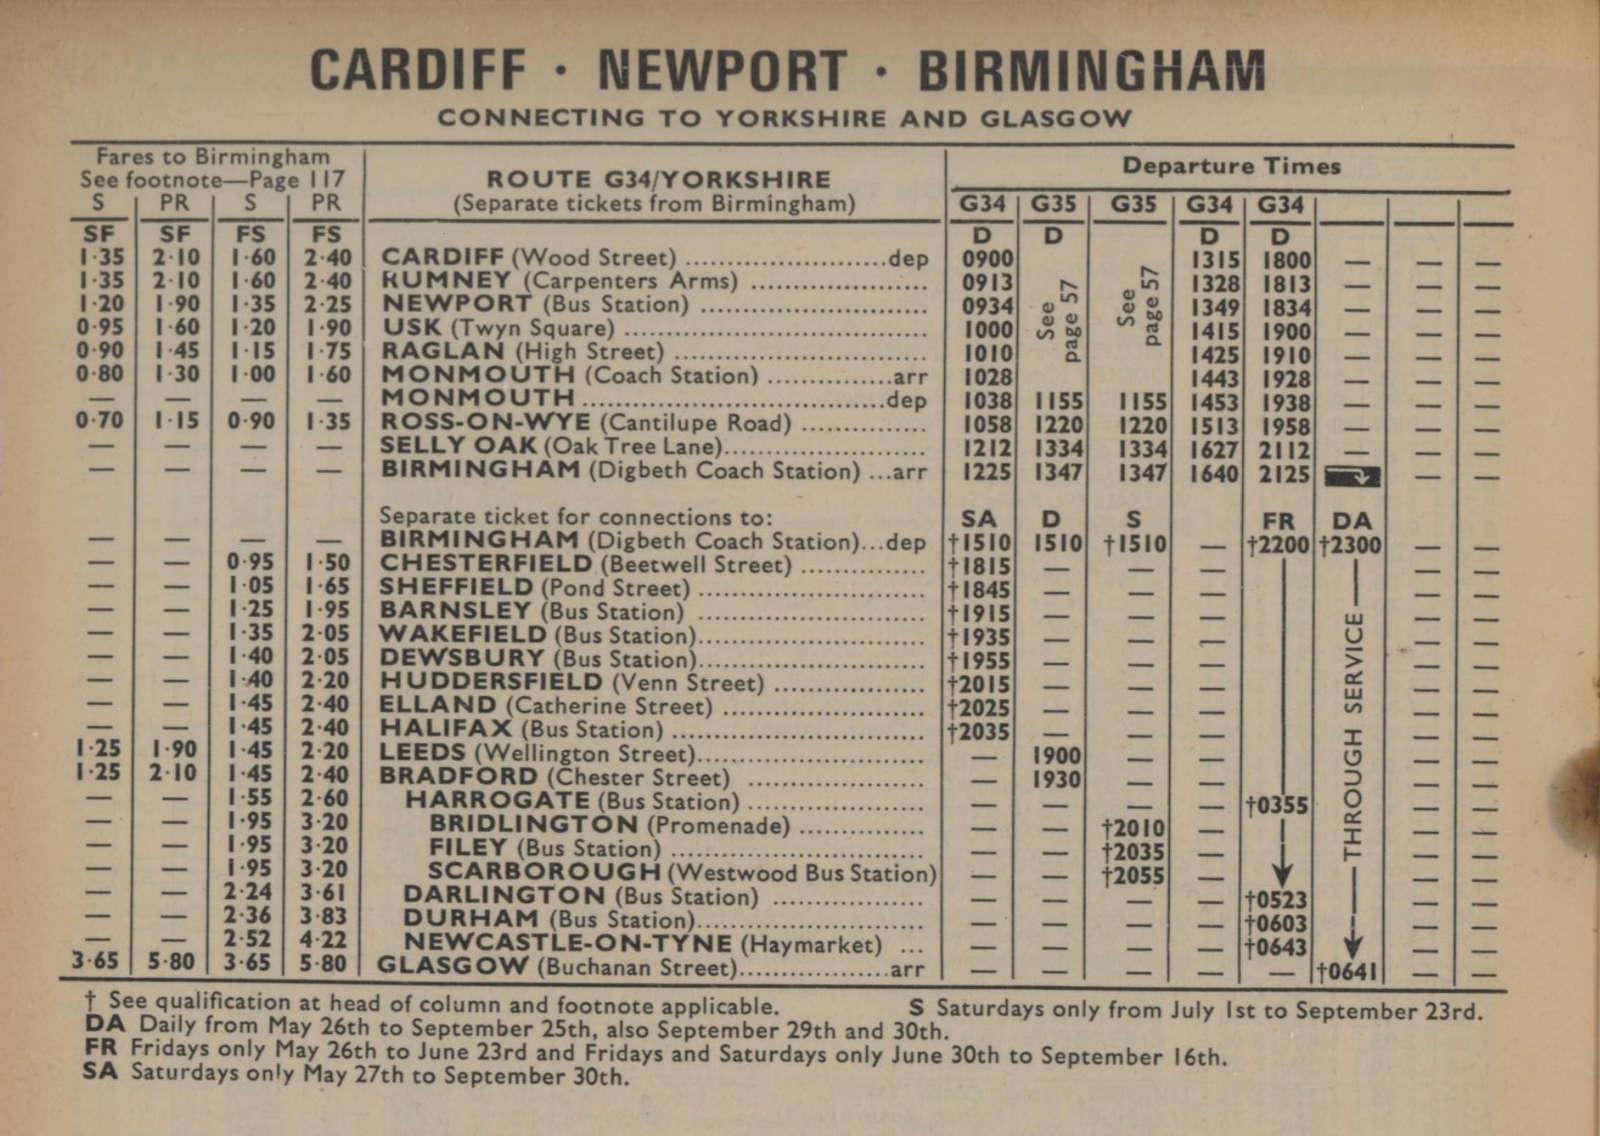 CARDIFF · NEWPORT · BIRMINGHAM
CONNECTING TO YORKSHIRE AND GLASGOW
Fares to Birmingham
See footnote—Page 117
ROUTE G34/YORKSHIRE
(Separate tickets from Birmingham)
Departure Times
S PR S PR G34 G35 G35 G34 G34
SF SF FS FS D D D D
1·35 2·10 1·60 2·40 CARDIFF (Wood Street) ........................dep 0900 1315 1800 — — —
1·35 2·10 1·60 2·40 RUMNEY (Carpenters Arms) ..................... 0913 1328 1813 — — —
1·20 1·90 1·35 2·25 NEWPORT (Bus Station) ........................... 0934 See page 57 See page 57 1349 1834 — — —
0·95 1·60 1·20 1·90 USK (Twyn Square) .................................... 1000 1415 1900 — — —
0·90 1·45 1·15 1·75 RAGLAN (High Street) .............................. 1010 1425 1910 — — —
0·80 1·30 1·00 1·60 MONMOUTH (Coach Station) ...............arr 1028 1443 1928 — — —
— — — — MONMOUTH....................................dep 1038 1155 1155 1453 1938 — — —
0·70 1·15 0·90 1·35 ROSS-ON-WYE (Cantilupe Road) ............... 1058 1220 1220 1513 1958 — — —
— — — — SELLY OAK (Oak Tree Lane)........................ 1212 1334 1334 1627 2112 — — —
— — — — BIRMINGHAM (Digbeth Coach Station) ...arr 1225 1347 1347 1640 2125 — —
Separate ticket for connections to: SA D S FR DA
— — — — BIRMINGHAM (Digbeth Coach Station)...dep †1510 1510 †1510 — †2200 †2300 — —
— — 0·95 1·50 CHESTERFIELD (Beetwell Street) ............... †1815 — — — — —
— — 1·05 1·65 SHEFFIELD (Pond Street) ........................... †1845 — — — — —
— — 1·25 1·95 BARNSLEY (Bus Station) ........................... †1915 — — — — —
— — 1·35 2·05 WAKEFIELD (Bus Station)........................... †1935 — — — — —
— — 1·40 2·05 DEWSBURY (Bus Station)........................... †1955 — — — — —
— — 1·40 2·20 HUDDERSFIELD (Venn Street) .................. †2015 — — — — —
— — 1·45 2·40 ELLAND (Catherine Street) ........................ †2025 — — — — —
— — 1·45 2·40 HALIFAX (Bus Station) .............................. †2035 — — — — —
1·25 1·90 1·45 2·20 LEEDS (Wellington Street)........................... — 1900 — — — —
1·25 2·10 1·45 2·40 BRADFORD (Chester Street) ..................... — 1930 — — — —
— — 1·55 2·60 HARROGATE (Bus Station) ..................... — — — — †0355 — —
— — 1·95 3·20 BRIDLINGTON (Promenade) ............... — — †2010 — — —
— — 1·95 3·20 FILEY (Bus Station) .............................. — — †2035 — — —
— — 1·95 3·20 SCARBOROUGH (Westwood Bus Station) — — †2055 — — —
— — 2·24 3·61 DARLINGTON (Bus Station) .................. — — — — †0523 — —
— — 2·36 3·83 DURHAM (Bus Station)........................... — — — — †0603 — —
— — 2·52 4·22 NEWCASTLE-ON-TYNE (Haymarket) ... — — — — †0643 — —
3·65 5·80 3·65 5·80 GLASGOW (Buchanan Street)..................arr — — — — — †0641 — —
THROUGH SERVICE
† See qualification at head of column and footnote applicable. S Saturdays only from July 1st to September 23rd.
DA Daily from May 26th to September 25th, also September 29th and 30th.
FR Fridays only May 26th to June 23rd and Fridays and Saturdays only June 30th to September 16th.
SA Saturdays only May 27th to September 30th.